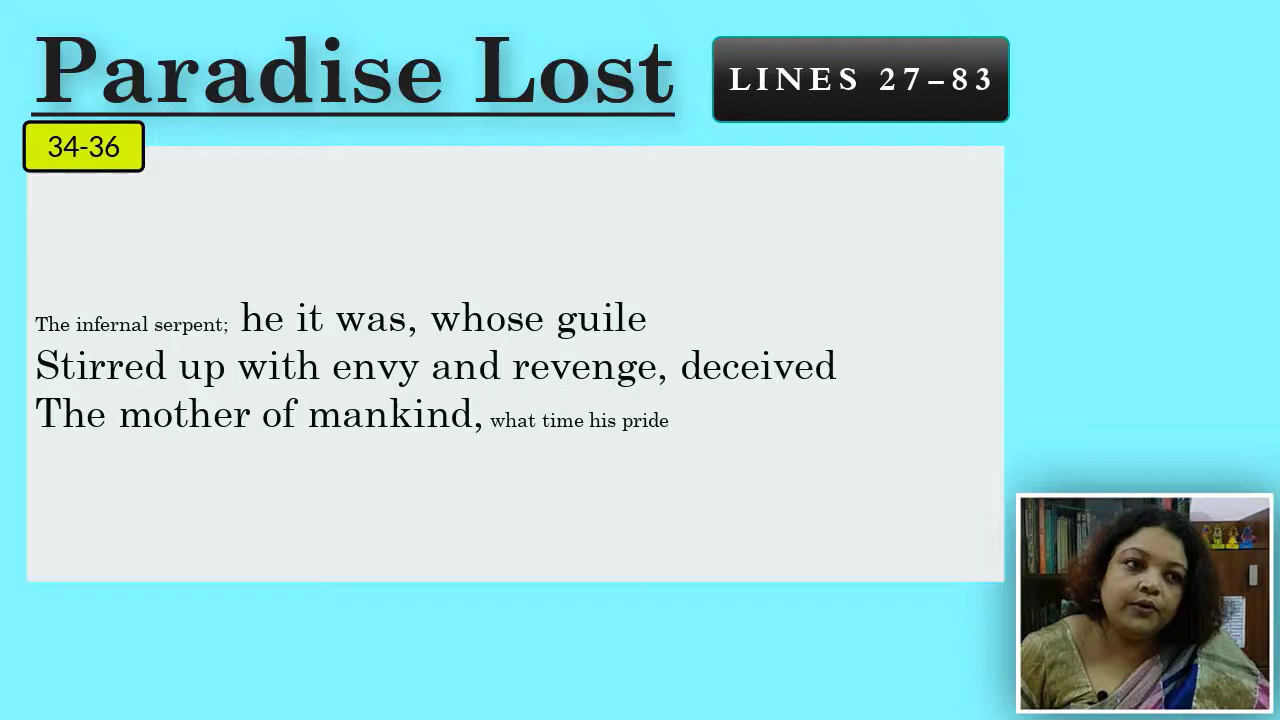 Paradise Lost
LINES 27–83
34-36
The infernal serpent; he it was, whose guile
Stirred up with envy and revenge, deceived
The mother of mankind, what time his pride